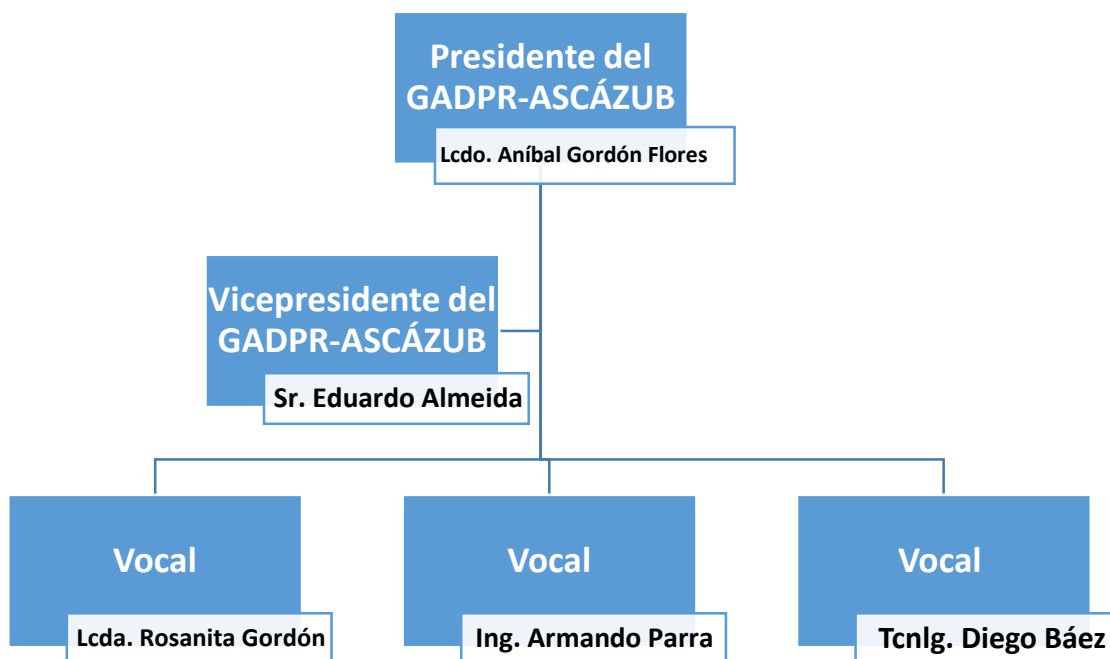 Presidente del
GADPR-ASCÁZUB
Lcdo. Aníbal Gordón Flores
Vicepresidente del
GADPR-ASCÁZUB
Sr. Eduardo Almeida
Vocal
Lcda. Rosanita Gordón
Vocal
Ing. Armando Parra
Vocal
Tcnlg. Diego Báez